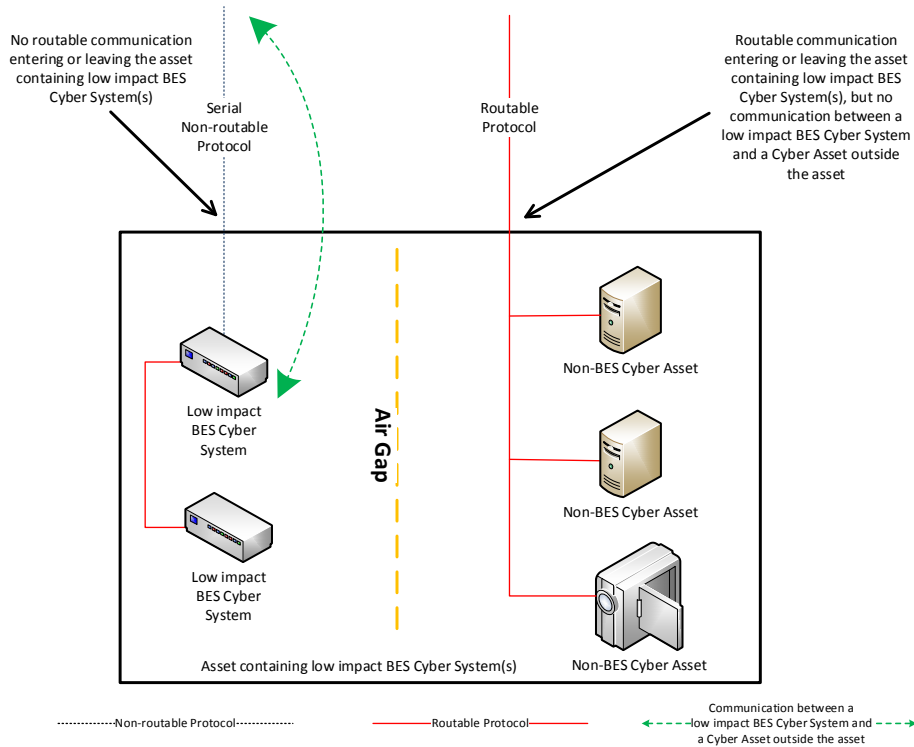 No routable communication
entering or leaving the asset
containing low impact BES
Cyber System(s)
Serial
Non-routable
Protocol
Routable
Protocol
Routable communication
entering or leaving the asset
containing low impact BES
Cyber System(s), but no
communication between a
low impact BES Cyber System
and a Cyber Asset outside
the asset
Low impact
BES Cyber
System
Low impact
BES Cyber
System
Air Gap
Non-BES Cyber Asset
Non-BES Cyber Asset
Non-BES Cyber Asset
Asset containing low impact BES Cyber System(s)
Non-routable Protocol
Routable Protocol
Communication between a
low impact BES Cyber System and
a Cyber Asset outside the asset